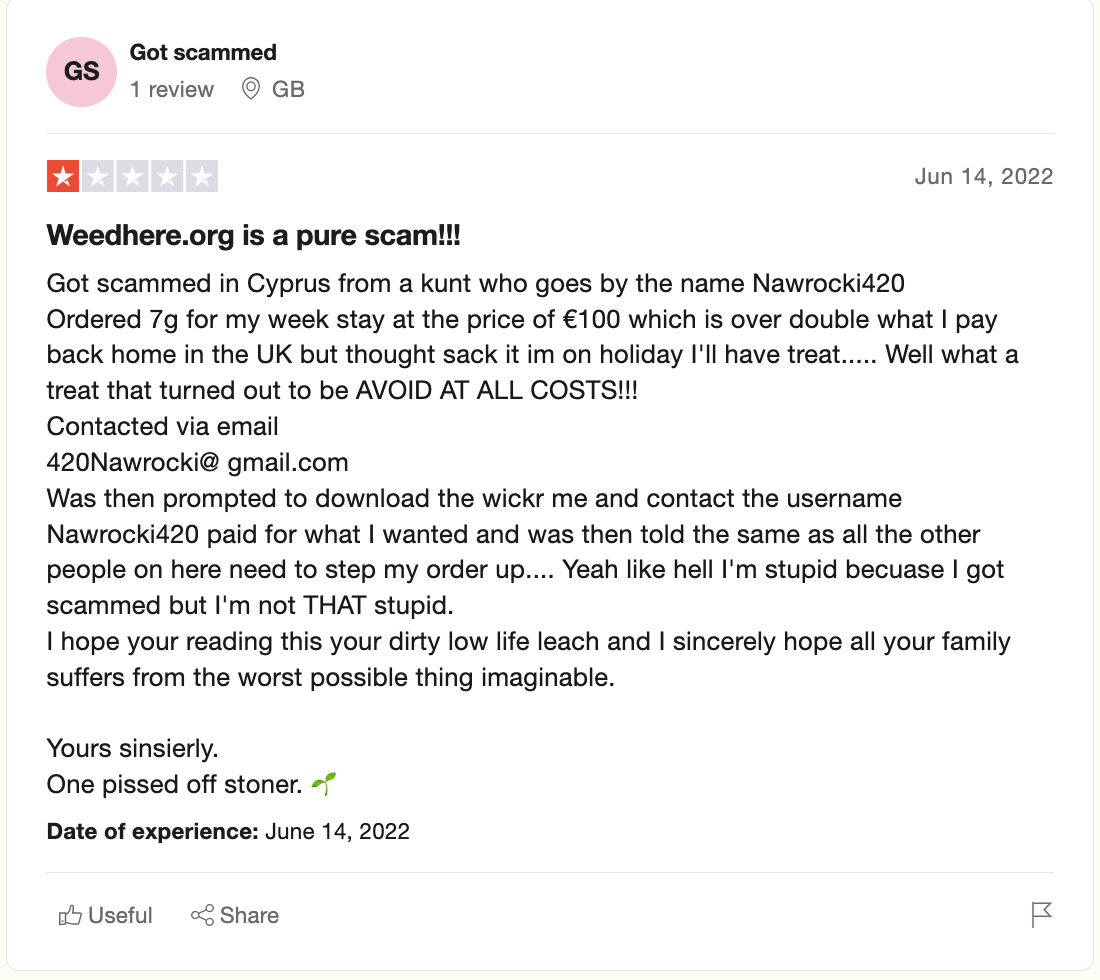 GS
Got scammed
1 review GB
Jun 14, 2022
Weedhere.org is a pure scam!!!
Got scammed in Cyprus from a kunt who goes by the name Nawrocki420
Ordered 7g for my week stay at the price of €100 which is over double what I pay
back home in the UK but thought sack it im on holiday I'll have treat..... Well what a
treat that turned out to be AVOID AT ALL COSTS!!!
Contacted via email
420Nawrocki@ gmail.com
Was then prompted to download the wickr me and contact the username
Nawrocki420 paid for what I wanted and was then told the same as all the other
people on here need to step my order up.... Yeah like hell I'm stupid becuase I got
scammed but I'm not THAT stupid.
I hope your reading this your dirty low life leach and I sincerely hope all your family
suffers from the worst possible thing imaginable.
Yours sinsierly.
One pissed off stoner. 🌱
Date of experience: June 14, 2022
Useful Share